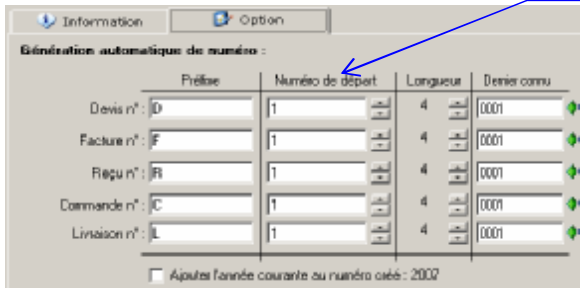 Information Option
Génération automatique de numéro :
Préfixe Numéro de départ Longueur Dernier connu
Devis n° : D 1 4 0001
Facture n° : F 1 4 0001
Reçu n° : R 1 4 0001
Commande n° : C 1 4 0001
Livraison n° : L 1 4 0001
Ajouter l'année courante au numéro créé : 2007